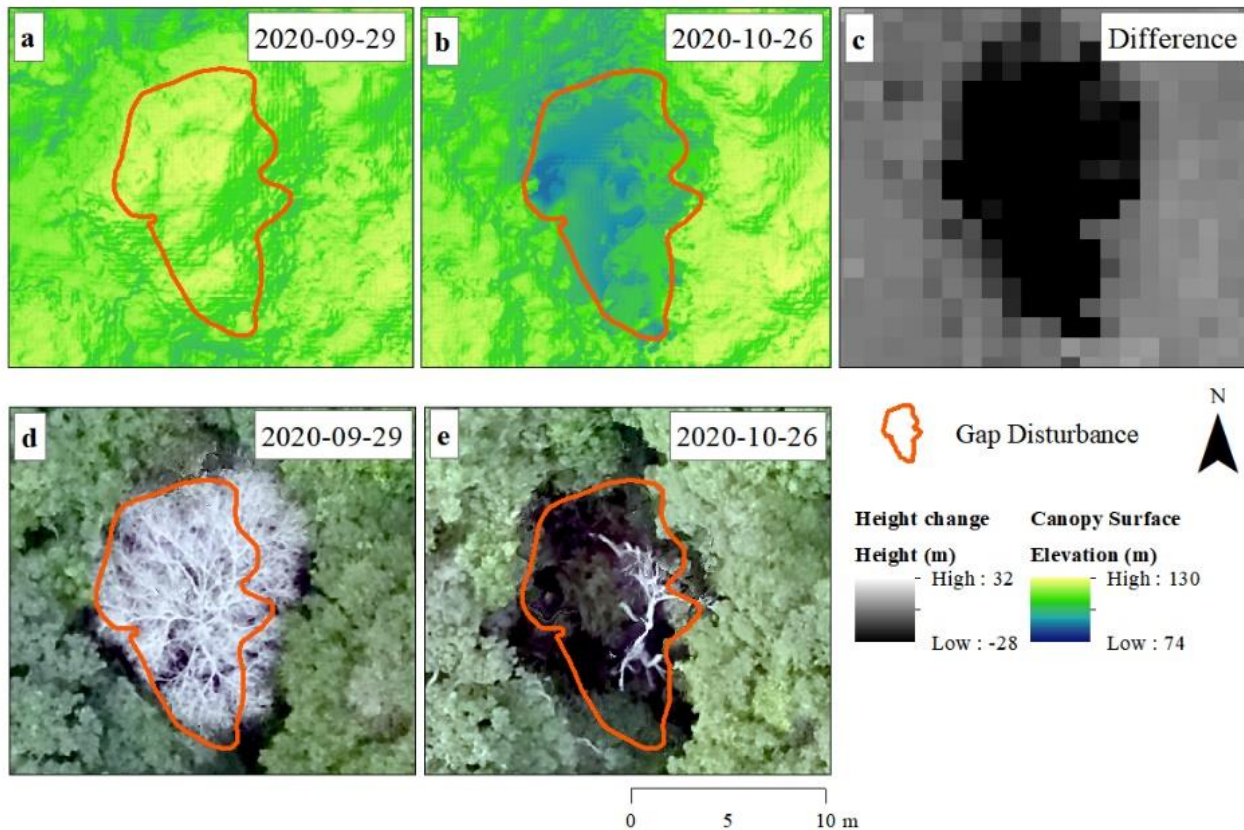 a 2020-09-29
b 2020-10-26
c Difference
d 2020-09-29
e 2020-10-26
Gap Disturbance
N
Height change
Height (m)
High : 32
Low : -28
Canopy Surface
Elevation (m)
High : 130
Low : 74
0 5 10 m